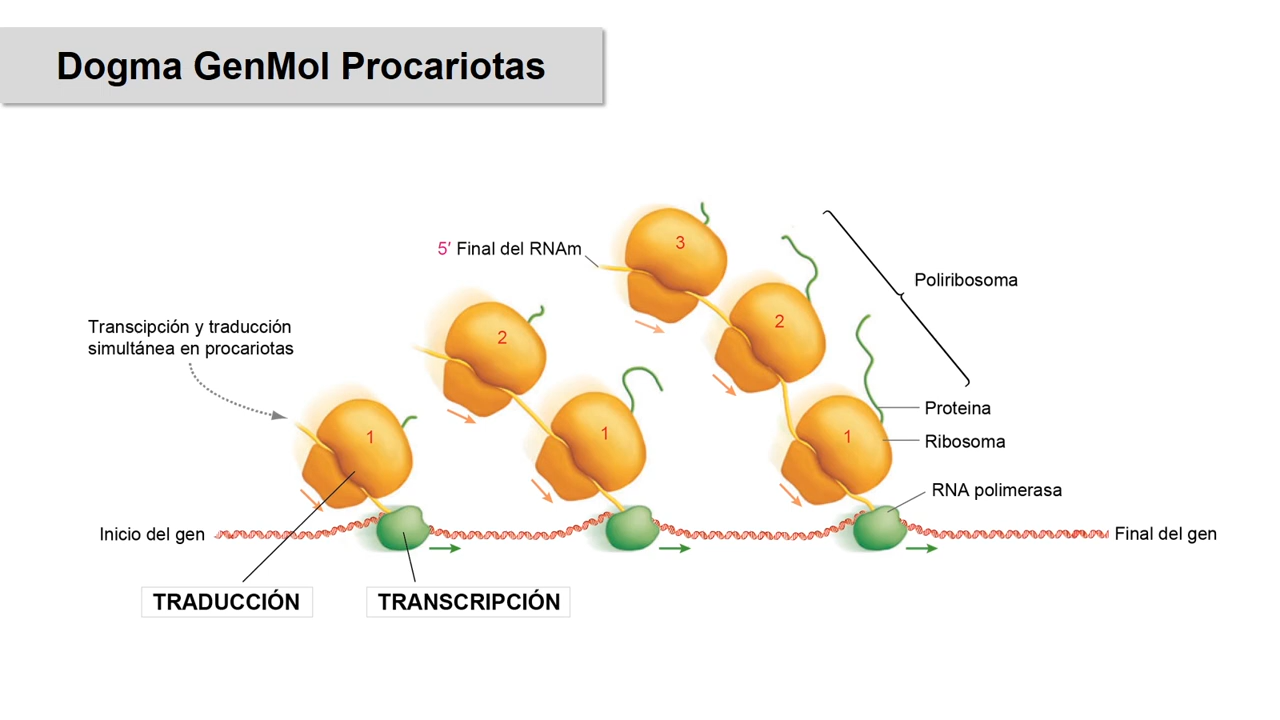 Dogma GenMol Procariotas
3
5′ Final del RNAm
Poliribosoma
2
Transcipción y traducción
simultánea en procariotas
2
Proteina
1
1
1
Ribosoma
RNA polimerasa
Inicio del gen
Final del gen
TRADUCCIÓN
TRANSCRIPCIÓN